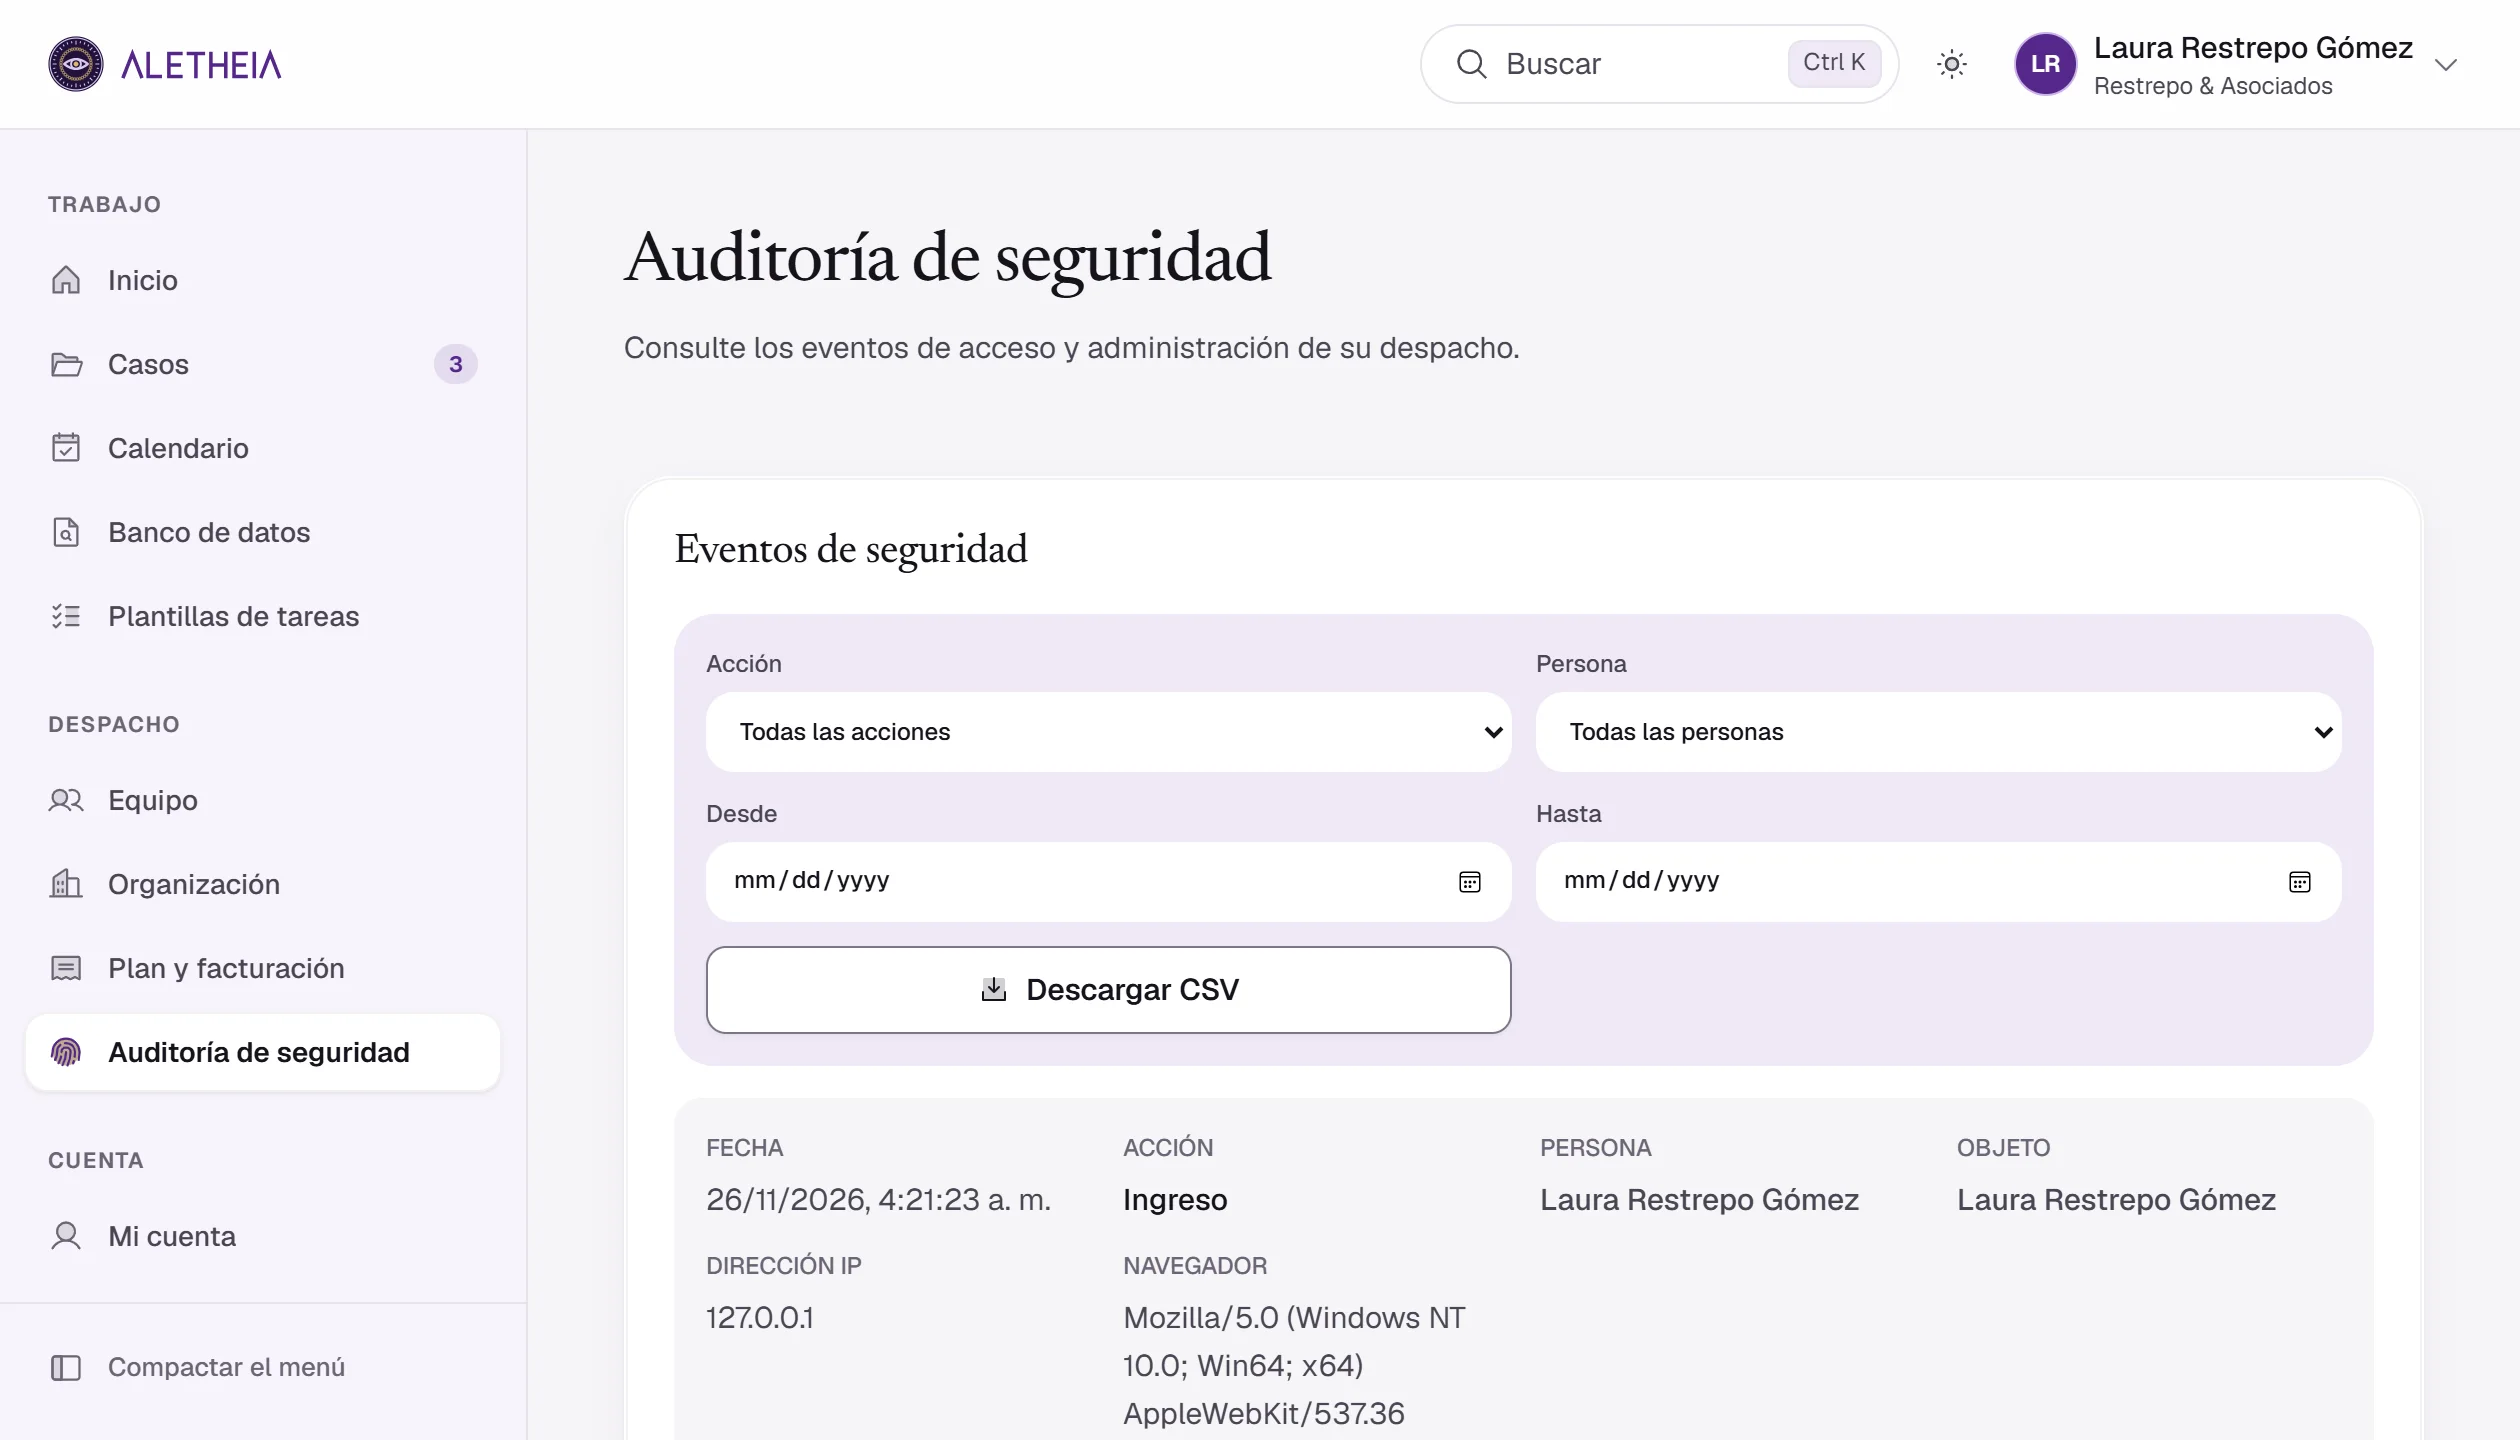 ALETHEIA
Buscar
Ctrl K
LR
Laura Restrepo Gómez
Restrepo & Asociados
TRABAJO
Inicio
Casos
3
Calendario
Banco de datos
Plantillas de tareas
DESPACHO
Equipo
Organización
Plan y facturación
Auditoría de seguridad
CUENTA
Mi cuenta
Compactar el menú
Auditoría de seguridad
Consulte los eventos de acceso y administración de su despacho.
Eventos de seguridad
Acción
Persona
Todas las acciones
Todas las personas
Desde
Hasta
mm/dd/yyyy
mm/dd/yyyy
Descargar CSV
FECHA
ACCIÓN
PERSONA
OBJETO
26/11/2026, 4:21:23 a. m.
Ingreso
Laura Restrepo Gómez
Laura Restrepo Gómez
DIRECCIÓN IP
NAVEGADOR
127.0.0.1
Mozilla/5.0 (Windows NT
10.0; Win64; x64)
AppleWebKit/537.36